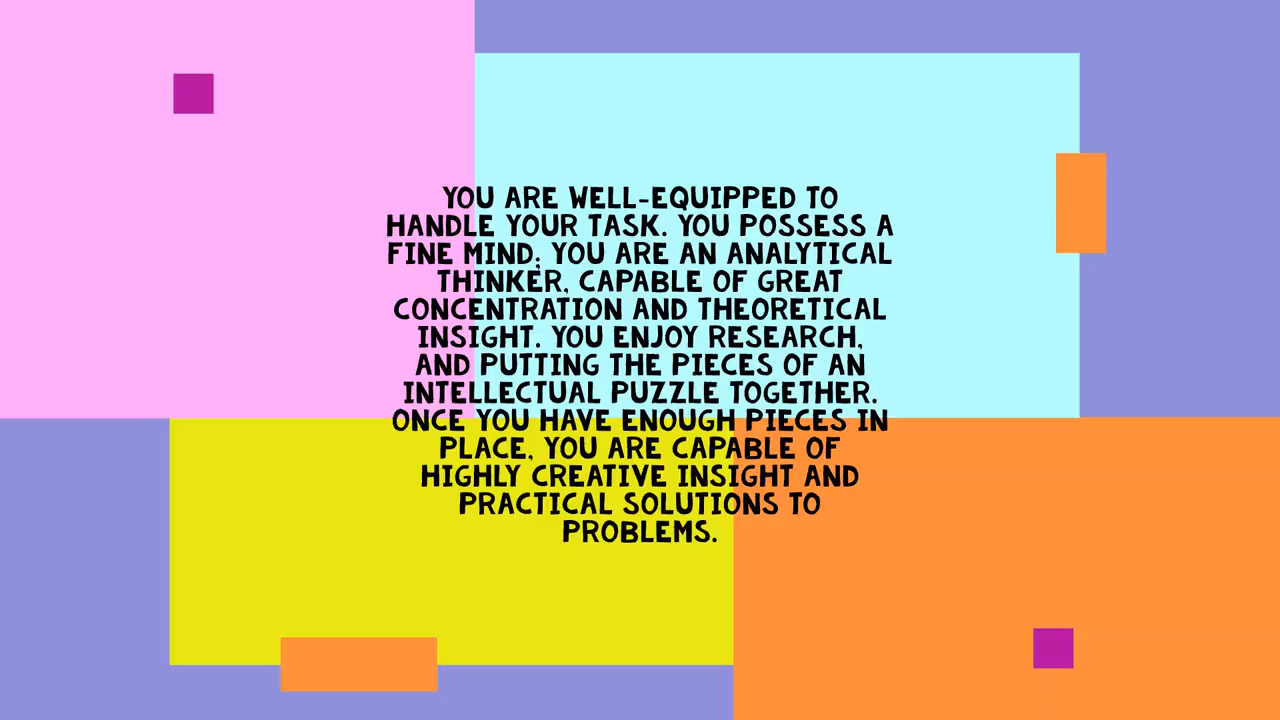 YOU ARE WELL-EQUIPPED TO
HANDLE YOUR TASK. YOU POSSESS A
FINE MIND; YOU ARE AN ANALYTICAL
THINKER, CAPABLE OF GREAT
CONCENTRATION AND THEORETICAL
INSIGHT. YOU ENJOY RESEARCH,
AND PUTTING THE PIECES OF AN
INTELLECTUAL PUZZLE TOGETHER.
ONCE YOU HAVE ENOUGH PIECES IN
PLACE, YOU ARE CAPABLE OF
HIGHLY CREATIVE INSIGHT AND
PRACTICAL SOLUTIONS TO
PROBLEMS.